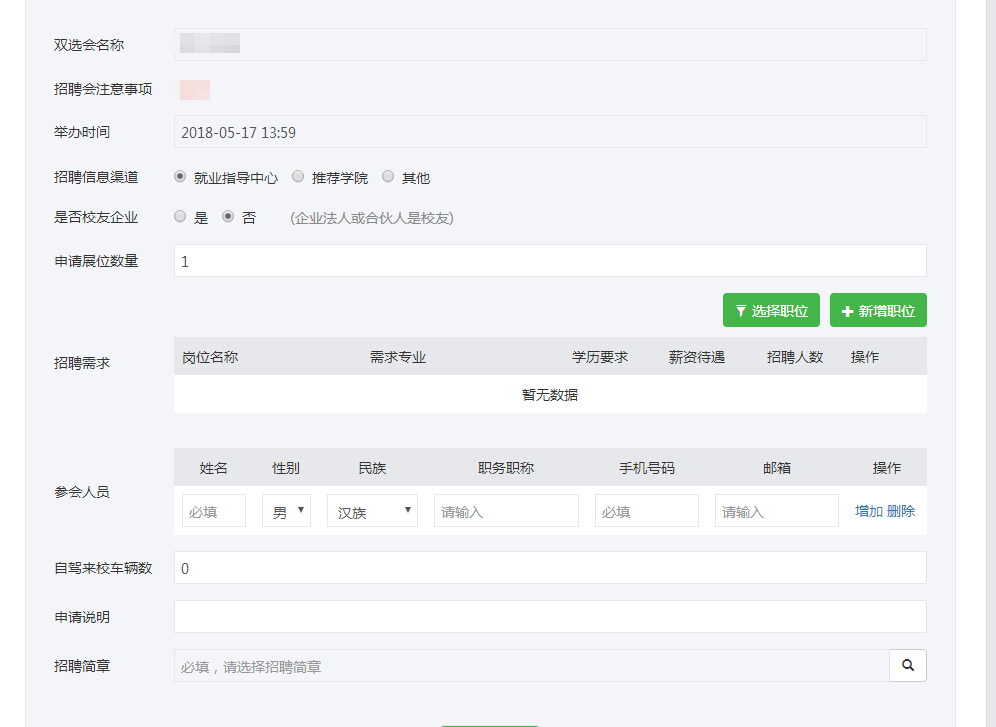 双选会名称
招聘会注意事项
举办时间 2018-05-17 13:59
招聘信息渠道 就业指导中心 推荐学院 其他
是否校友企业 是 否 (企业法人或合伙人是校友)
申请展位数量 1
选择职位 新增职位
招聘需求
岗位名称 需求专业 学历要求 薪资待遇 招聘人数 操作
暂无数据
参会人员
姓名 性别 民族 职务职称 手机号码 邮箱 操作
必填 男 汉族 请输入 必填 请输入 增加 删除
自驾来校车辆数 0
申请说明
招聘简章 必填，请选择招聘简章